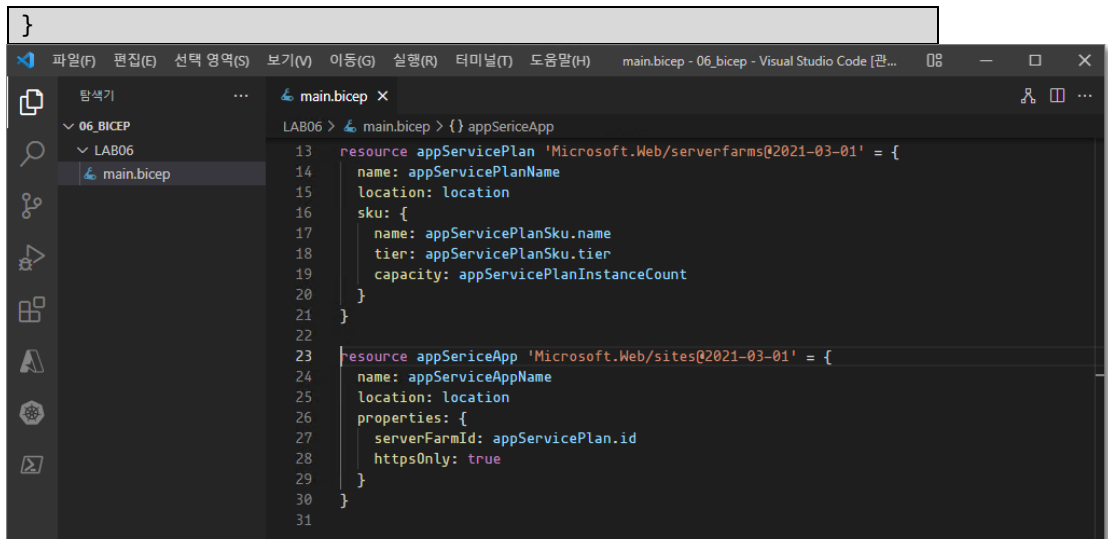 }
파일(F) 편집(E) 선택 영역(S) 보기(V) 이동(G) 실행(R) 터미널(T) 도움말(H) main.bicep - 06_bicep - Visual Studio Code [관...
탐색기 ...
main.bicep ×
06_BICEP
LAB06 > main.bicep > {} appSericeApp
LAB06
main.bicep
13 resource appServicePlan 'Microsoft.Web/serverfarms@2021-03-01' = {
14 name: appServicePlanName
15 location: location
16 sku: {
17 name: appServicePlanSku.name
18 tier: appServicePlanSku.tier
19 capacity: appServicePlanInstanceCount
20 }
21 }
22
23 resource appSericeApp 'Microsoft.Web/sites@2021-03-01' = {
24 name: appServiceAppName
25 location: location
26 properties: {
27 serverFarmId: appServicePlan.id
28 httpsOnly: true
29 }
30 }
31